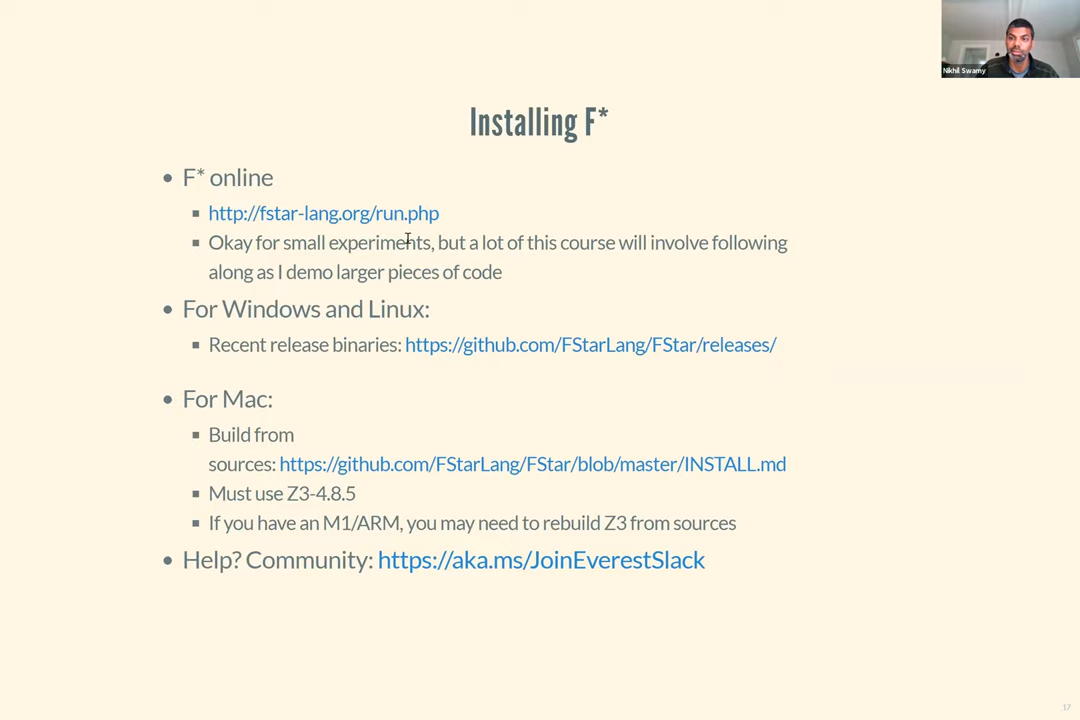 Nikhil Swamy
Installing F*
• F* online
▪ http://fstar-lang.org/run.php
▪ Okay for small experiments, but a lot of this course will involve following
along as I demo larger pieces of code
• For Windows and Linux:
▪ Recent release binaries: https://github.com/FStarLang/FStar/releases/
• For Mac:
▪ Build from
sources: https://github.com/FStarLang/FStar/blob/master/INSTALL.md
▪ Must use Z3-4.8.5
▪ If you have an M1/ARM, you may need to rebuild Z3 from sources
• Help? Community: https://aka.ms/JoinEverestSlack
17